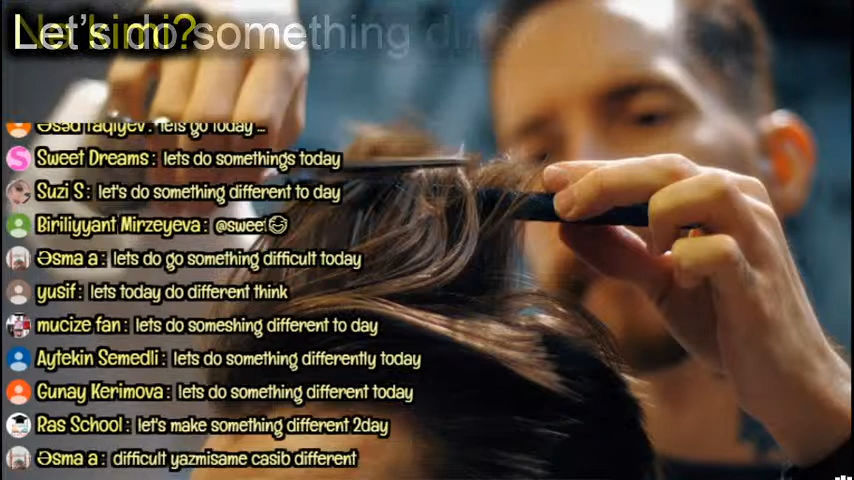 Nə kimi?
Let's do something
Əsəd Tağıyev : lets go today ...
Sweet Dreams : lets do somethings today
Suzi S : let's do something different to day
Biriliyyant Mirzeyeva : @sweet😅
Əsma a : lets do go something difficult today
yusif : lets today do different think
mucize fan : lets do someshing different to day
Aytekin Semedli : lets do something differently today
Gunay Kerimova : lets do something different today
Ras School : let's make something different 2day
Əsma a : difficult yazmisame casib different